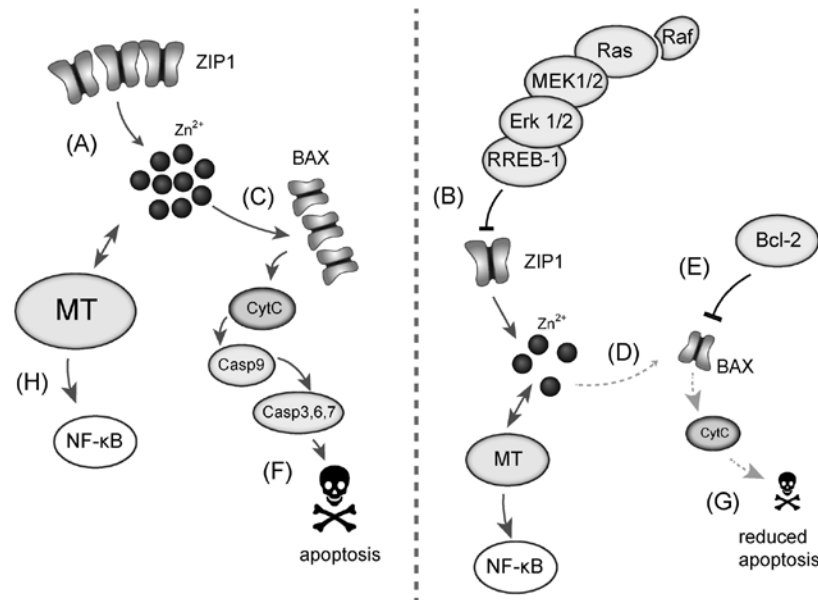 ZIP1
(A)
Zn²⁺
BAX
(C)
MT
CytC
Casp9
(H)
Casp3,6,7
NF-κB
(F)
apoptosis
Raf
Ras
MEK1/2
Erk 1/2
RREB-1
(B)
Bcl-2
ZIP1
(E)
Zn²⁺
(D)
BAX
CytC
MT
(G)
reduced
apoptosis
NF-κB